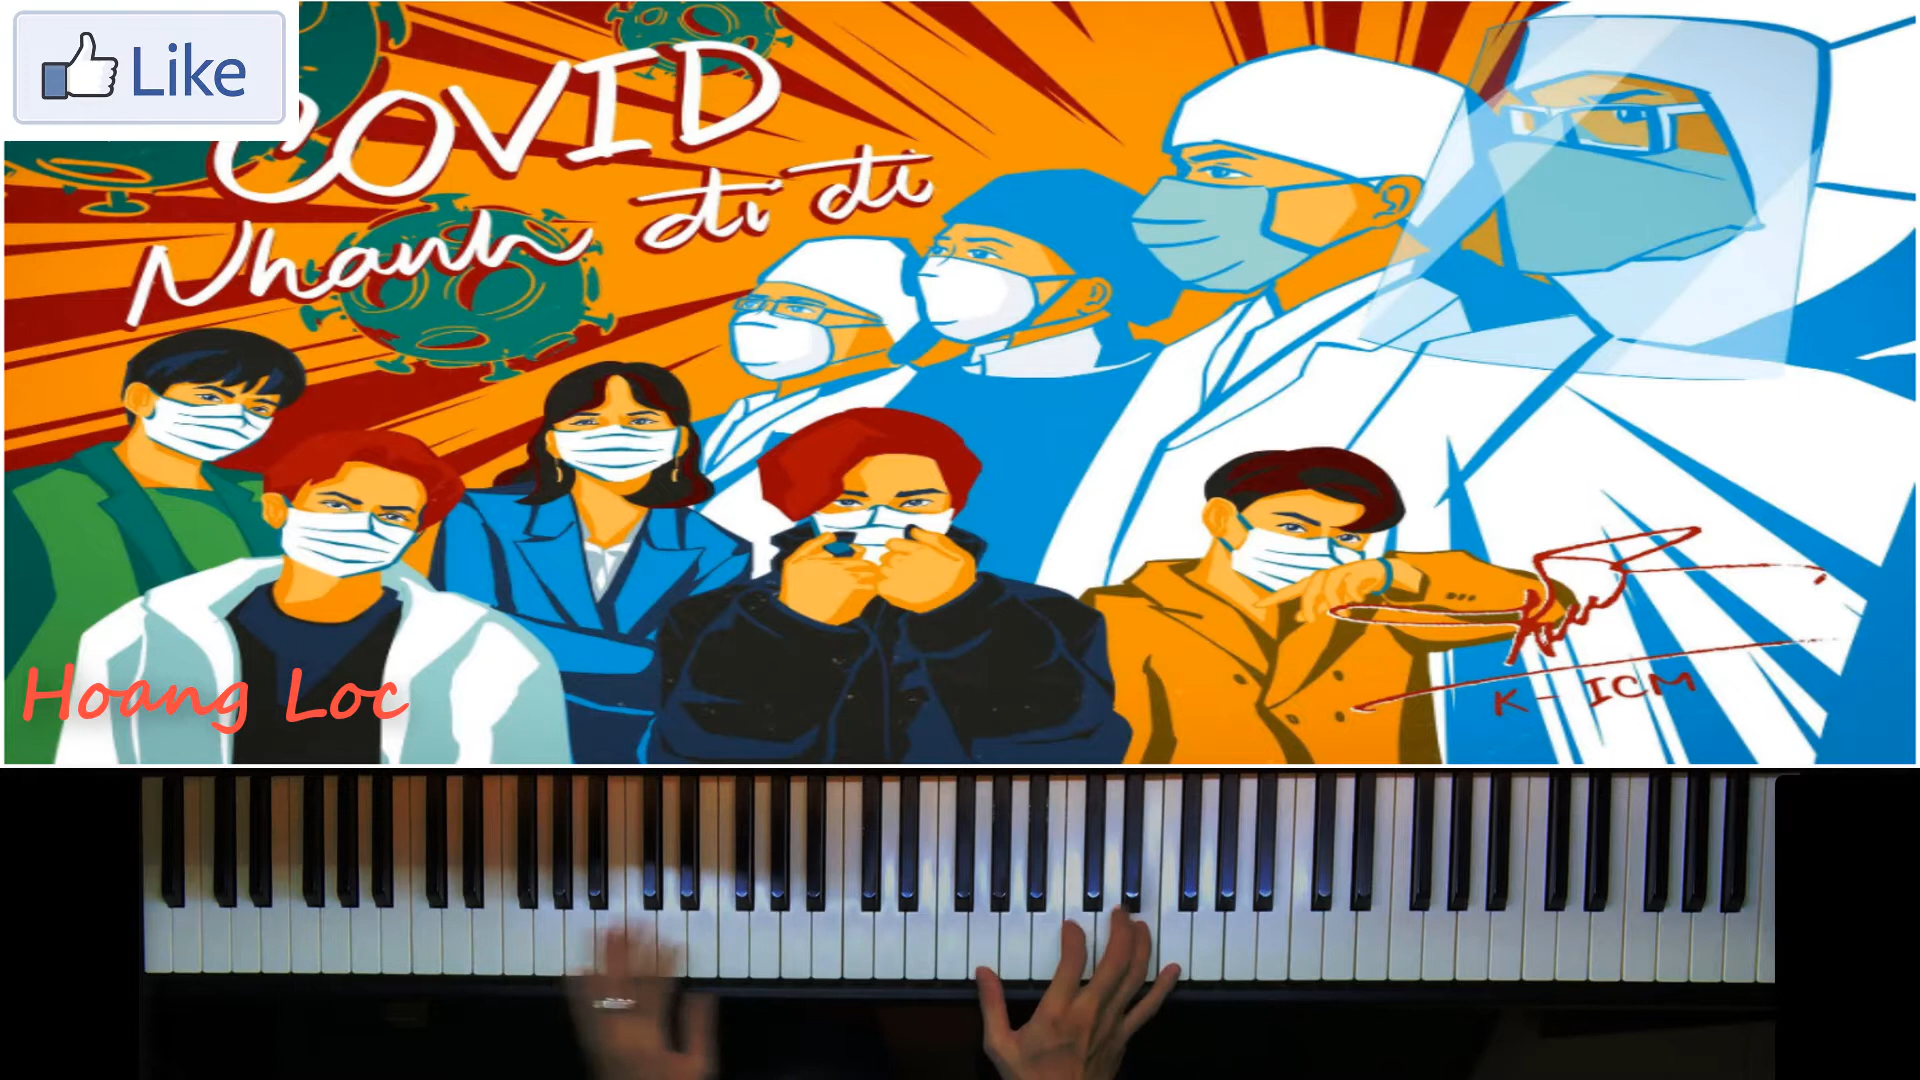 Like
COVID
Nhanh đi đi
Hoang Loc
K-ICM